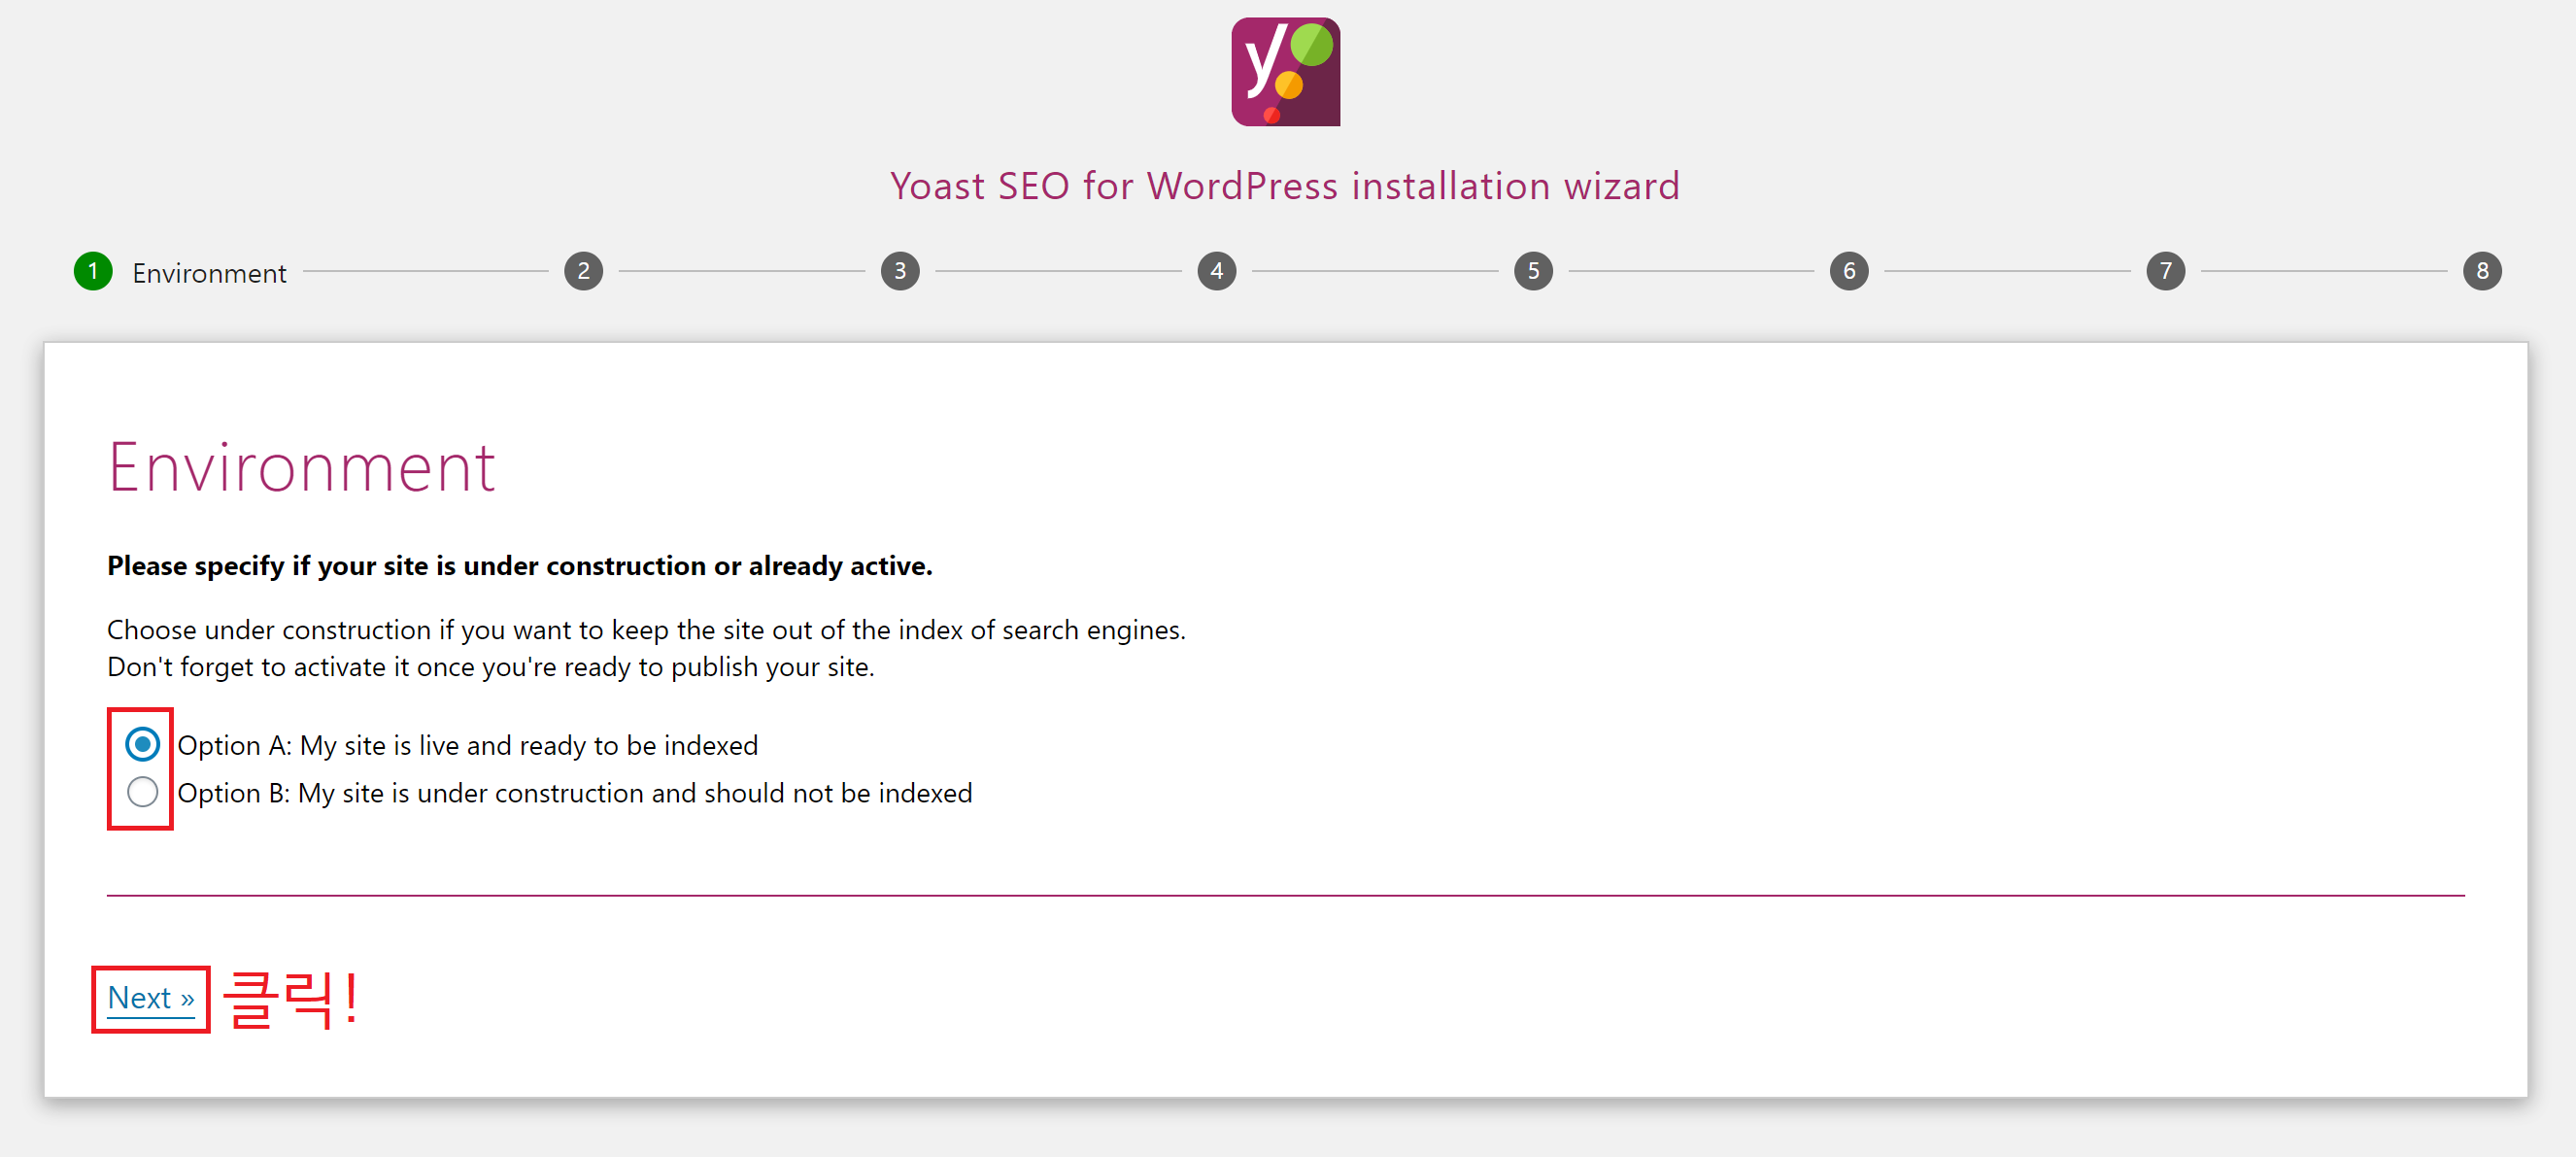 y
Yoast SEO for WordPress installation wizard
1 Environment 2 3 4 5 6 7 8
Environment
Please specify if your site is under construction or already active.
Choose under construction if you want to keep the site out of the index of search engines.
Don't forget to activate it once you're ready to publish your site.
Option A: My site is live and ready to be indexed
Option B: My site is under construction and should not be indexed
Next » 클릭!